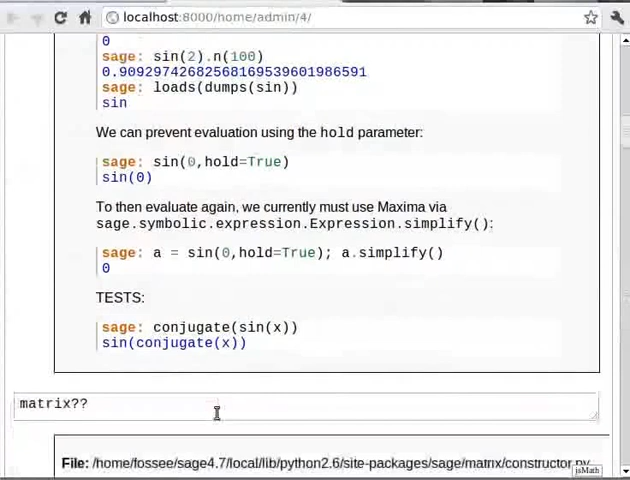 localhost:8000/home/admin/4/
0
sage: sin(2).n(100)
0.90929742682568169539601986591
sage: loads(dumps(sin))
sin
We can prevent evaluation using the hold parameter:
sage: sin(0,hold=True)
sin(0)
To then evaluate again, we currently must use Maxima via
sage.symbolic.expression.Expression.simplify():
sage: a = sin(0,hold=True); a.simplify()
0
TESTS:
sage: conjugate(sin(x))
sin(conjugate(x))
matrix??
File: /home/fossee/sage4.7/local/lib/python2.6/site-packages/sage/matrix/constructor.py
jsMath